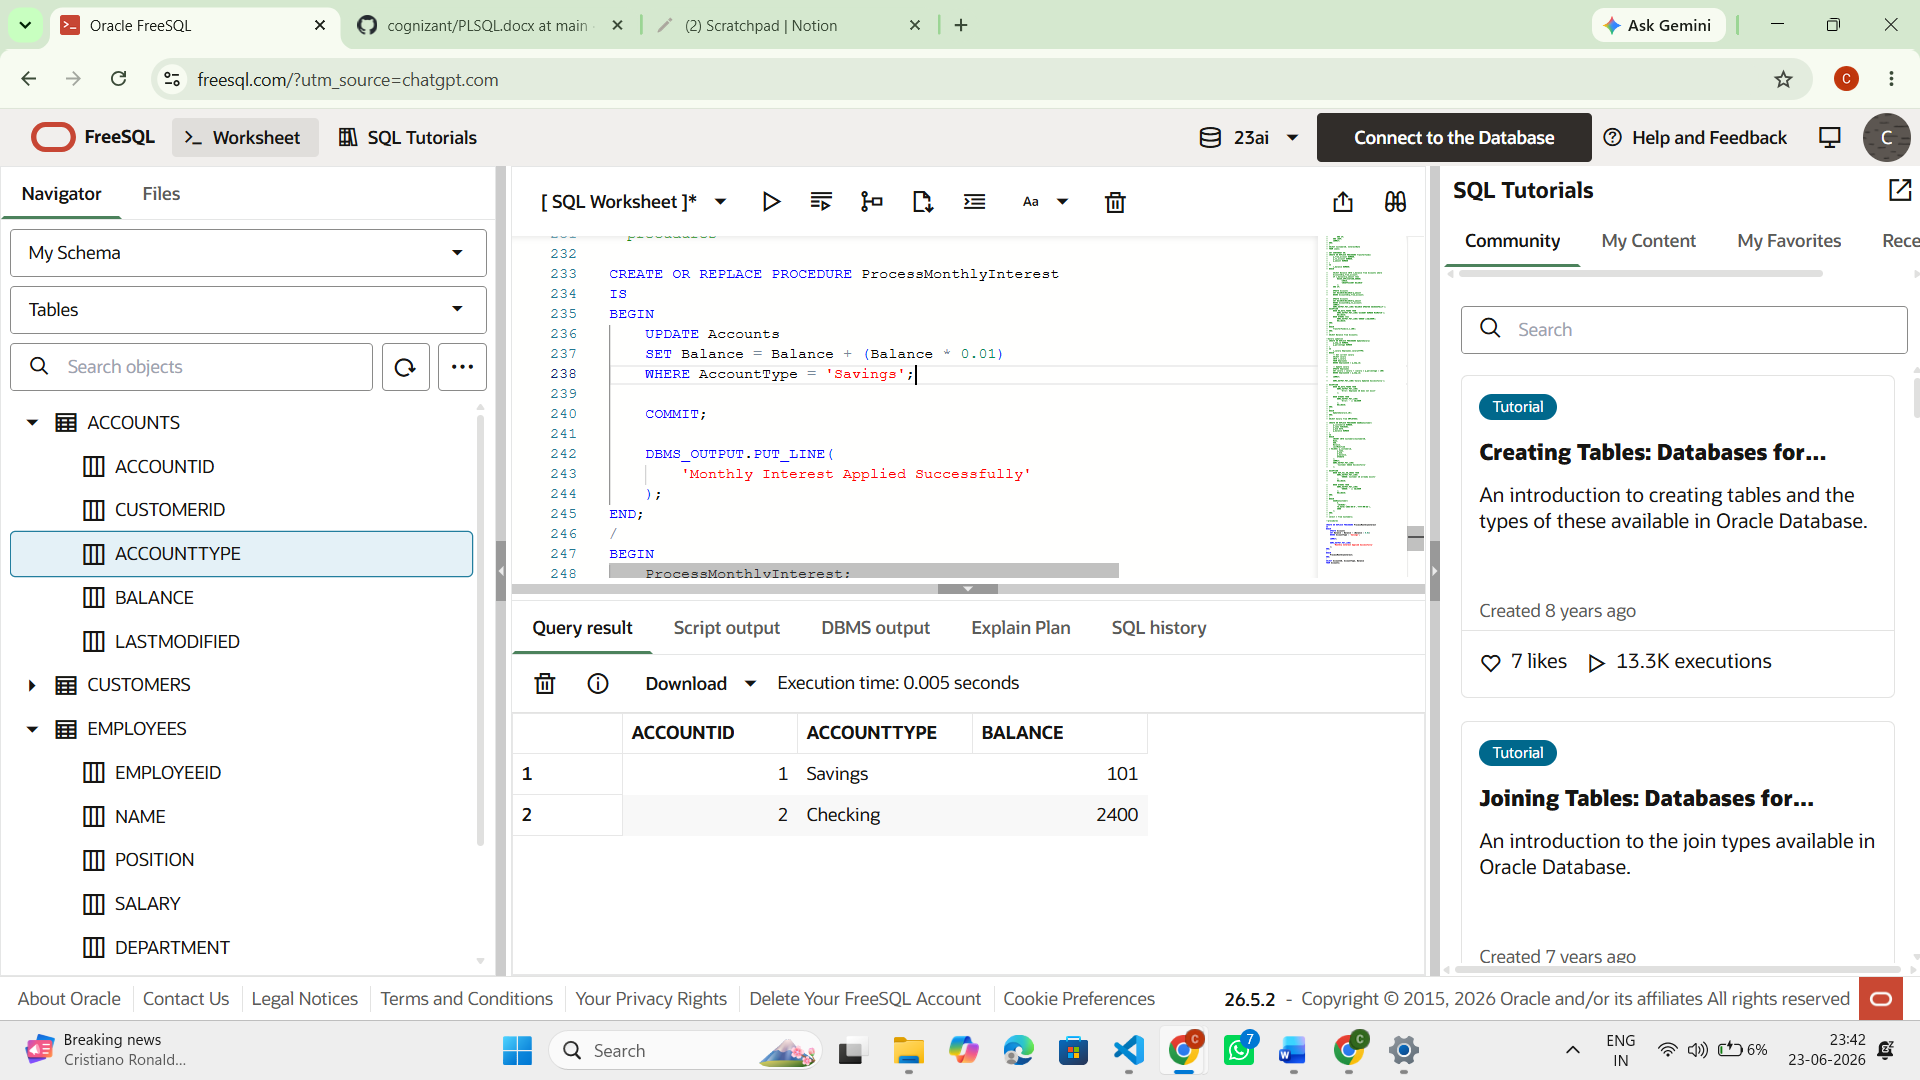 Oracle FreeSQL
cognizant/PLSQL.docx at main
(2) Scratchpad | Notion
Ask Gemini
freesql.com/?utm_source=chatgpt.com
C
FreeSQL
Worksheet
SQL Tutorials
23ai
Connect to the Database
Help and Feedback
C
Navigator
Files
My Schema
Tables
Search objects
ACCOUNTS
ACCOUNTID
CUSTOMERID
ACCOUNTTYPE
BALANCE
LASTMODIFIED
CUSTOMERS
EMPLOYEES
EMPLOYEEID
NAME
POSITION
SALARY
DEPARTMENT
[ SQL Worksheet ]*
Aa
232
233 CREATE OR REPLACE PROCEDURE ProcessMonthlyInterest
234 IS
235 BEGIN
236 UPDATE Accounts
237 SET Balance = Balance + (Balance * 0.01)
238 WHERE AccountType = 'Savings';
239
240 COMMIT;
241
242 DBMS_OUTPUT.PUT_LINE(
243 'Monthly Interest Applied Successfully'
244 );
245 END;
246 /
247 BEGIN
248 ProcessMonthlyInterest;
Query result
Script output
DBMS output
Explain Plan
SQL history
Download
Execution time: 0.005 seconds
ACCOUNTID ACCOUNTTYPE BALANCE
1 1 Savings 101
2 2 Checking 2400
SQL Tutorials
Community
My Content
My Favorites
Rece
Search
Tutorial
Creating Tables: Databases for...
An introduction to creating tables and the
types of these available in Oracle Database.
Created 8 years ago
7 likes
13.3K executions
Tutorial
Joining Tables: Databases for...
An introduction to the join types available in
Oracle Database.
Created 7 years ago
About Oracle
Contact Us
Legal Notices
Terms and Conditions
Your Privacy Rights
Delete Your FreeSQL Account
Cookie Preferences
26.5.2 - Copyright © 2015, 2026 Oracle and/or its affiliates All rights reserved
Breaking news
Cristiano Ronald...
Search
C
7
C
ENG
IN
6%
23:42
23-06-2026